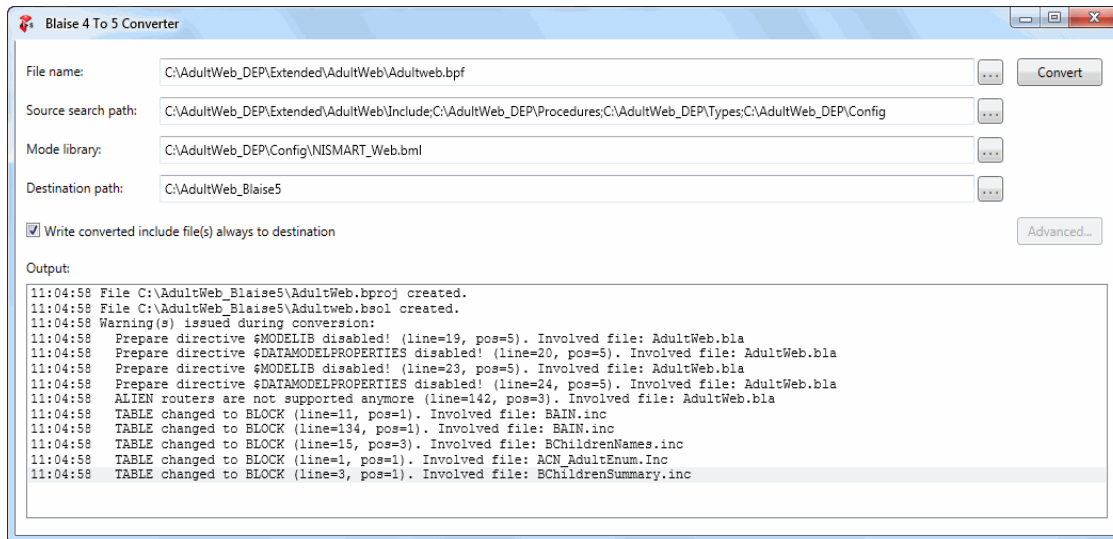 Blaise 4 To 5 Converter
File name: C:\AdultWeb_DEP\Extended\AdultWeb\Adultweb.bpf ... Convert
Source search path: C:\AdultWeb_DEP\Extended\AdultWeb\Include;C:\AdultWeb_DEP\Procedures;C:\AdultWeb_DEP\Types;C:\AdultWeb_DEP\Config ...
Mode library: C:\AdultWeb_DEP\Config\NISMART_Web.bml ...
Destination path: C:\AdultWeb_Blaise5 ...
Write converted include file(s) always to destination Advanced...
Output:
11:04:58 File C:\AdultWeb_Blaise5\AdultWeb.bproj created.
11:04:58 File C:\AdultWeb_Blaise5\Adultweb.bsol created.
11:04:58 Warning(s) issued during conversion:
11:04:58 Prepare directive $MODELIB disabled! (line=19, pos=5). Involved file: AdultWeb.bla
11:04:58 Prepare directive $DATAMODELPROPERTIES disabled! (line=20, pos=5). Involved file: AdultWeb.bla
11:04:58 Prepare directive $MODELIB disabled! (line=23, pos=5). Involved file: AdultWeb.bla
11:04:58 Prepare directive $DATAMODELPROPERTIES disabled! (line=24, pos=5). Involved file: AdultWeb.bla
11:04:58 ALIEN routers are not supported anymore (line=142, pos=3). Involved file: AdultWeb.bla
11:04:58 TABLE changed to BLOCK (line=11, pos=1). Involved file: BAIN.inc
11:04:58 TABLE changed to BLOCK (line=134, pos=1). Involved file: BAIN.inc
11:04:58 TABLE changed to BLOCK (line=15, pos=3). Involved file: BChildrenNames.inc
11:04:58 TABLE changed to BLOCK (line=1, pos=1). Involved file: ACN_AdultEnum.Inc
11:04:58 TABLE changed to BLOCK (line=3, pos=1). Involved file: BChildrenSummary.inc